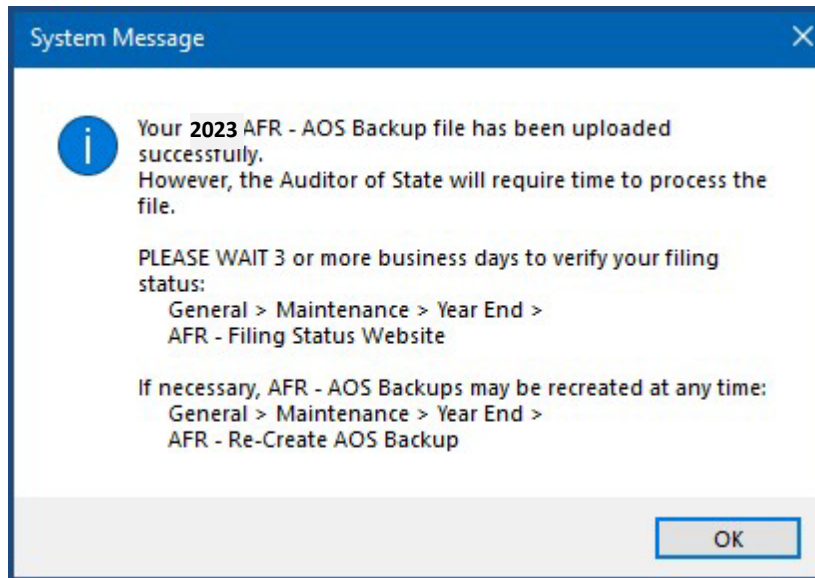 System Message
Your 2023 AFR - AOS Backup file has been uploaded
successfully.
However, the Auditor of State will require time to process the
file.
PLEASE WAIT 3 or more business days to verify your filing
status:
General > Maintenance > Year End >
AFR - Filing Status Website
If necessary, AFR - AOS Backups may be recreated at any time:
General > Maintenance > Year End >
AFR - Re-Create AOS Backup
OK